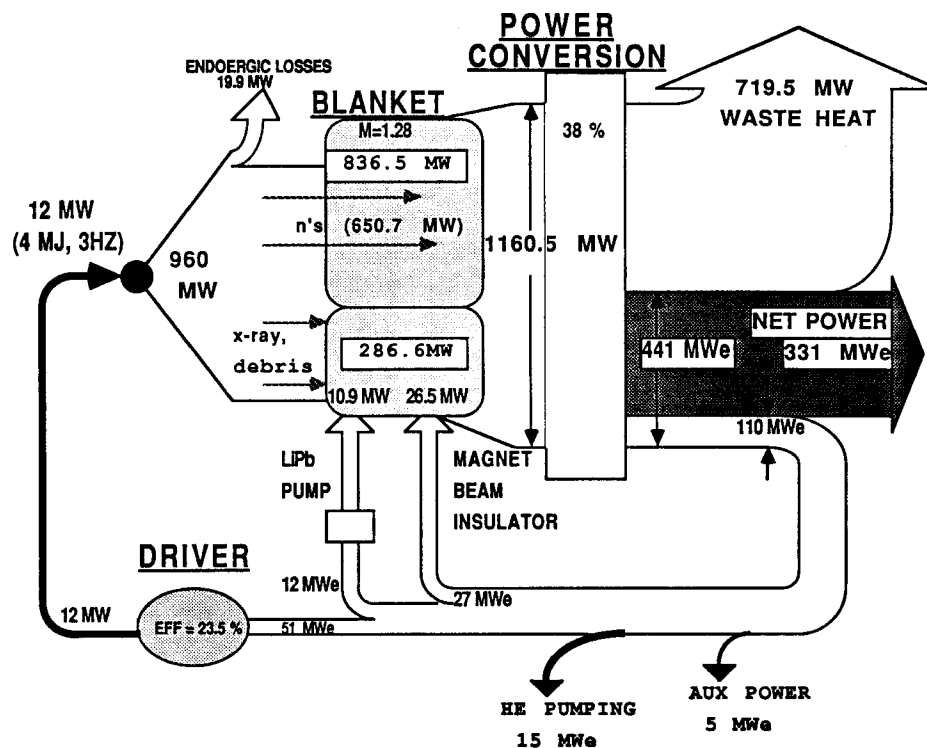 POWER
CONVERSION
ENDOERGIC LOSSES
19.9 MW
BLANKET
M=1.28
836.5 MW
n's (650.7 MW)
38 %
719.5 MW
WASTE HEAT
12 MW
(4 MJ, 3HZ)
960
MW
1160.5 MW
x-ray,
debris
286.6MW
10.9 MW 26.5 MW
441 MWe
NET POWER
331 MWe
110 MWe
LiPb
PUMP
MAGNET
BEAM
INSULATOR
DRIVER
12 MWe
27 MWe
12 MW
EFF = 23.5 %
51 MWe
HE PUMPING
15 MWe
AUX POWER
5 MWe